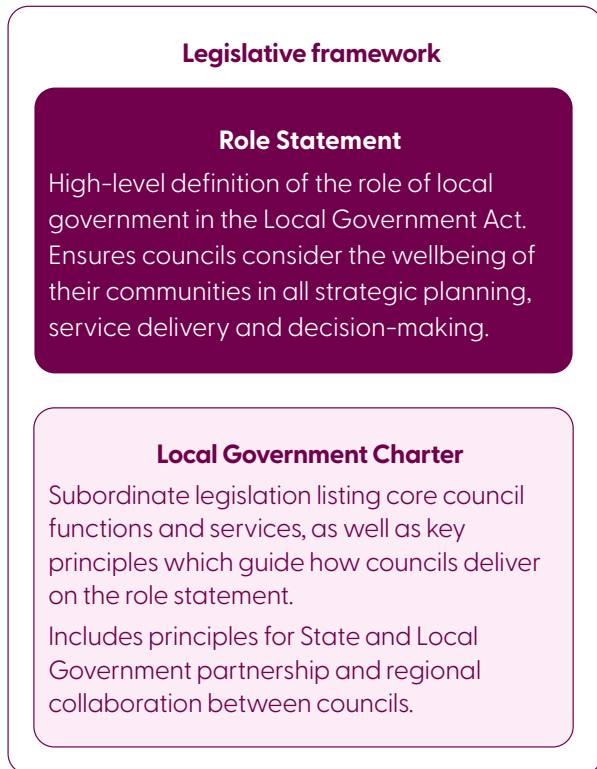 Legislative framework
Role Statement
High-level definition of the role of local
government in the Local Government Act.
Ensures councils consider the wellbeing of
their communities in all strategic planning,
service delivery and decision-making.
Local Government Charter
Subordinate legislation listing core council
functions and services, as well as key
principles which guide how councils deliver
on the role statement.
Includes principles for State and Local
Government partnership and regional
collaboration between councils.